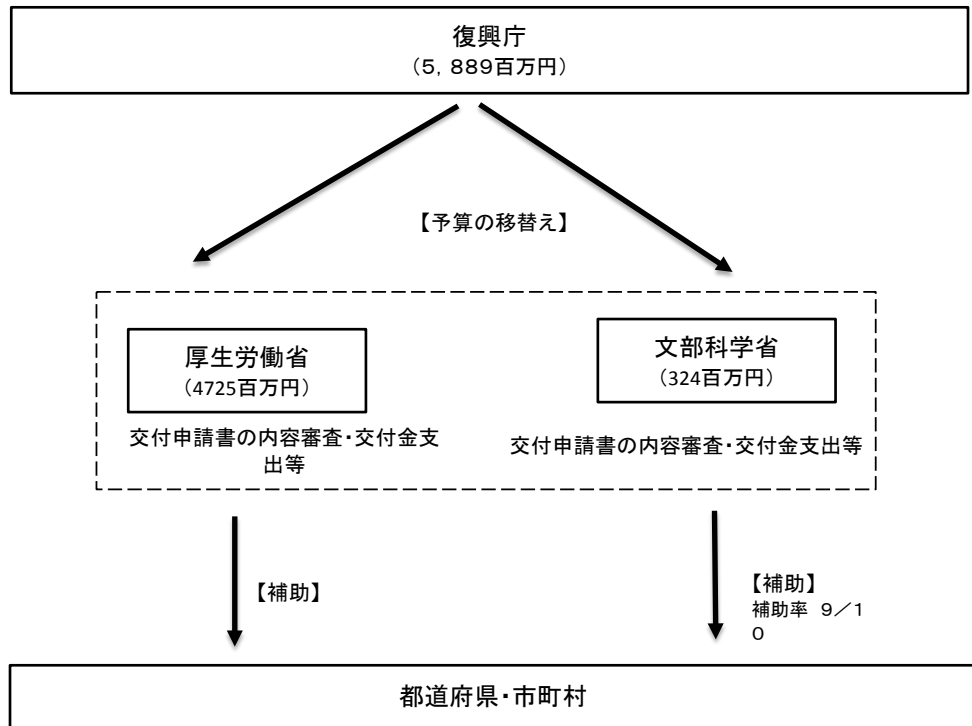 復興庁
（５，８８９百万円）
【予算の移替え】
厚生労働省
（4725百万円）
交付申請書の内容審査・交付金支
出等
文部科学省
（324百万円）
交付申請書の内容審査・交付金支出等
【補助】
【補助】
補助率　９／１
０
都道府県・市町村